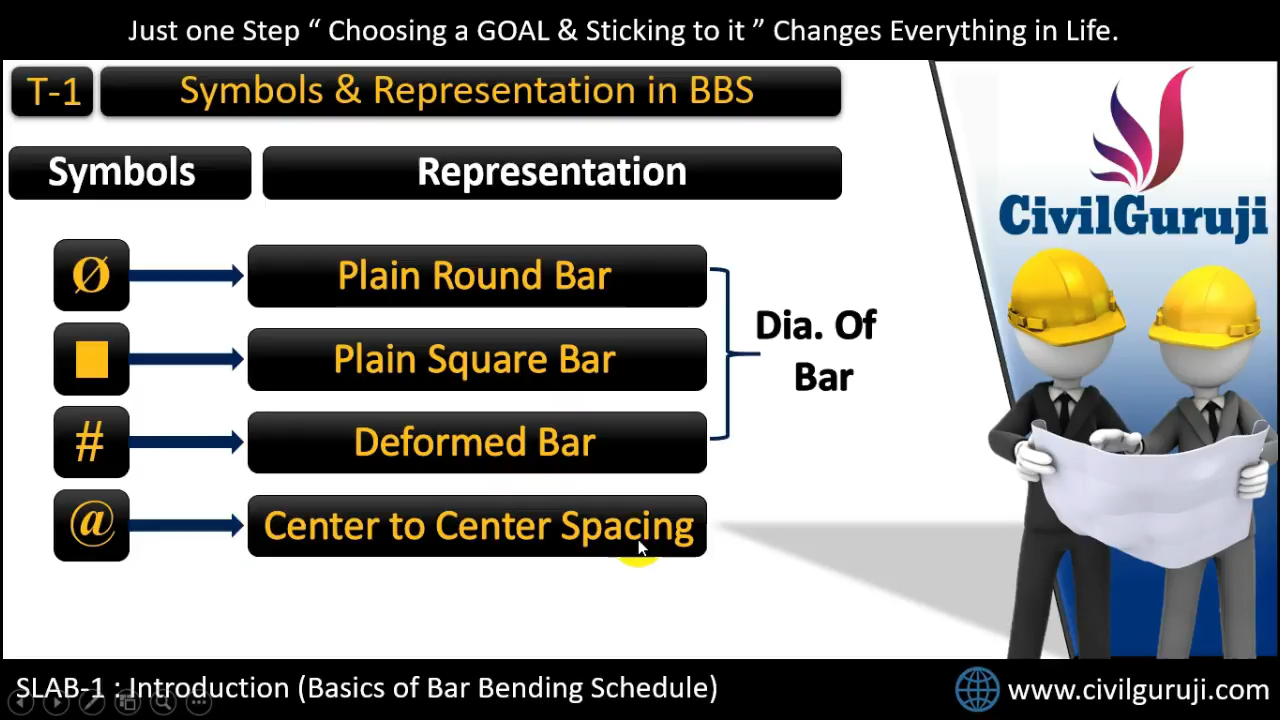 Just one Step “ Choosing a GOAL & Sticking to it ” Changes Everything in Life.
T-1 Symbols & Representation in BBS
Symbols Representation
Ø Plain Round Bar
■ Plain Square Bar
# Deformed Bar
@ Center to Center Spacing
Dia. Of
Bar
CivilGuruji
SLAB-1 : Introduction (Basics of Bar Bending Schedule)
www.civilguruji.com